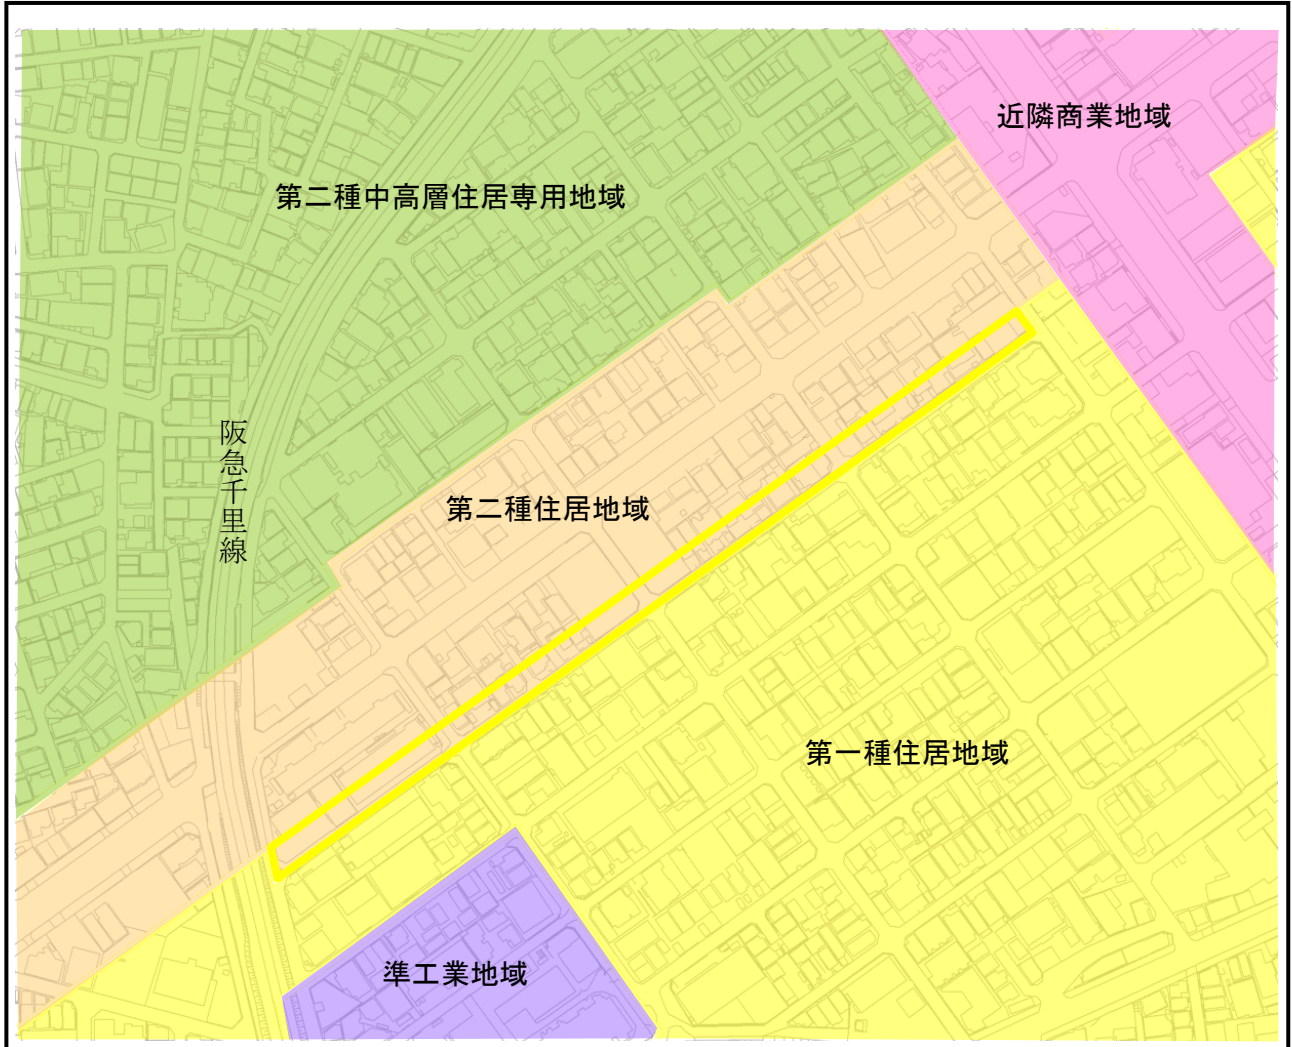 近隣商業地域
第二種中高層住居専用地域
阪急千里線
第二種住居地域
第一種住居地域
準工業地域